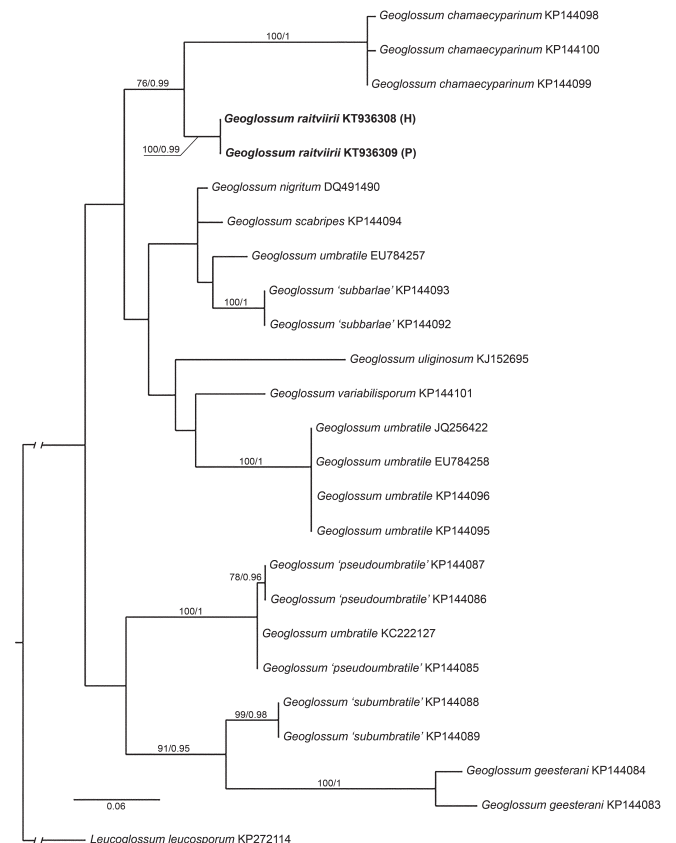 Geoglossum chamaecyparinum KP144098
100/1
Geoglossum chamaecyparinum KP144100
76/0.99
Geoglossum chamaecyparinum KP144099
Geoglossum raitviirii KT936308 (H)
100/0.99
Geoglossum raitviirii KT936309 (P)
Geoglossum nigritum DQ491490
Geoglossum scabripes KP144094
Geoglossum umbratile EU784257
Geoglossum ‘subbarlae’ KP144093
100/1
Geoglossum ‘subbarlae’ KP144092
Geoglossum uliginosum KJ152695
Geoglossum variabilisporum KP144101
Geoglossum umbratile JQ256422
100/1
Geoglossum umbratile EU784258
Geoglossum umbratile KP144096
Geoglossum umbratile KP144095
Geoglossum ‘pseudoumbratile’ KP144087
78/0.96
Geoglossum ‘pseudoumbratile’ KP144086
100/1
Geoglossum umbratile KC222127
Geoglossum ‘pseudoumbratile’ KP144085
Geoglossum ‘subumbratile’ KP144088
99/0.98
Geoglossum ‘subumbratile’ KP144089
91/0.95
Geoglossum geesterani KP144084
100/1
Geoglossum geesterani KP144083
0.06
Leucoglossum leucosporum KP272114